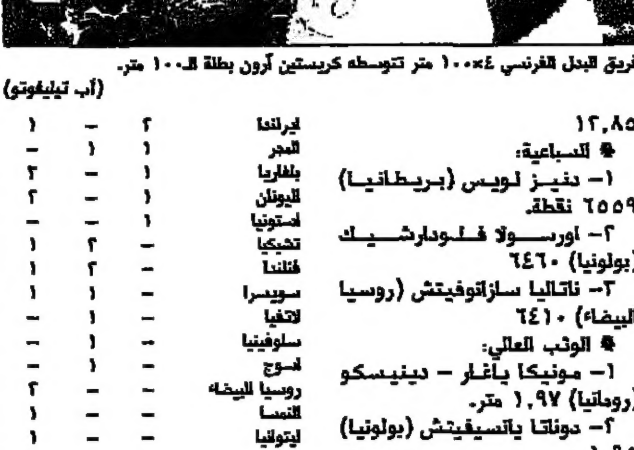 فريق البدل الفرنسي ٤×١٠٠ متر تتوسطه كريستين آرون بطلة الـ١٠٠ متر.
(أب تيليفوتو)
١٢,٨٥
السباعية:
١– دنيز لويس (بريطانيا)
٦٥٥٩ نقطة.
٢– اورسولا فلودارشيك
(بولونيا) ٦٤٦٠
٣– ناتاليا سازانوفيتش (روسيا
البيضاء) ٦٤١٠
الوثب العالي:
١– مونيكا ياغار – دينيسكو
(رومانيا) ١,٩٧ متر.
٢– دوناتا يانسيفيتش (بولونيا)
ايرلندا ٢ – ١
المجر ١ ١ –
بلغاريا ١ – ٣
اليونان ١ – ٢
استونيا ١ – –
تشيكيا – ٢ ١
فنلندا – ٢ ١
سويسرا – ١ ١
لاتفيا – ١ –
سلوفينيا – ١ –
اسوج – ١ –
روسيا البيضاء – – ٢
النمسا – – ١
ليتوانيا – – ١